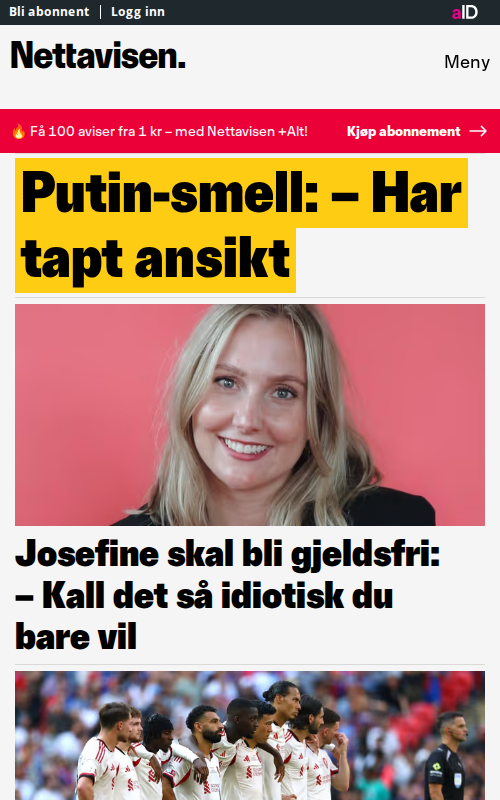 Bli abonnent | Logg inn
aID
Nettavisen.
Meny
🔥 Få 100 aviser fra 1 kr – med Nettavisen +Alt!
Kjøp abonnement →
Putin-smell: – Har
tapt ansikt
Josefine skal bli gjeldsfri:
– Kall det så idiotisk du
bare vil